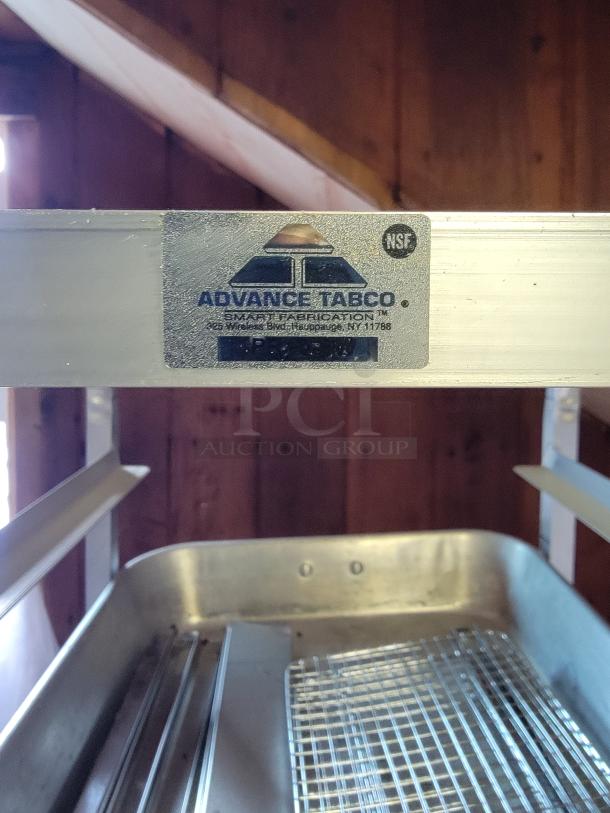 NSF
ADVANCE TABCO ®
SMART FABRICATION™
325 Wireless Blvd. Hauppauge, NY 11788
PCI
AUCTION GROUP